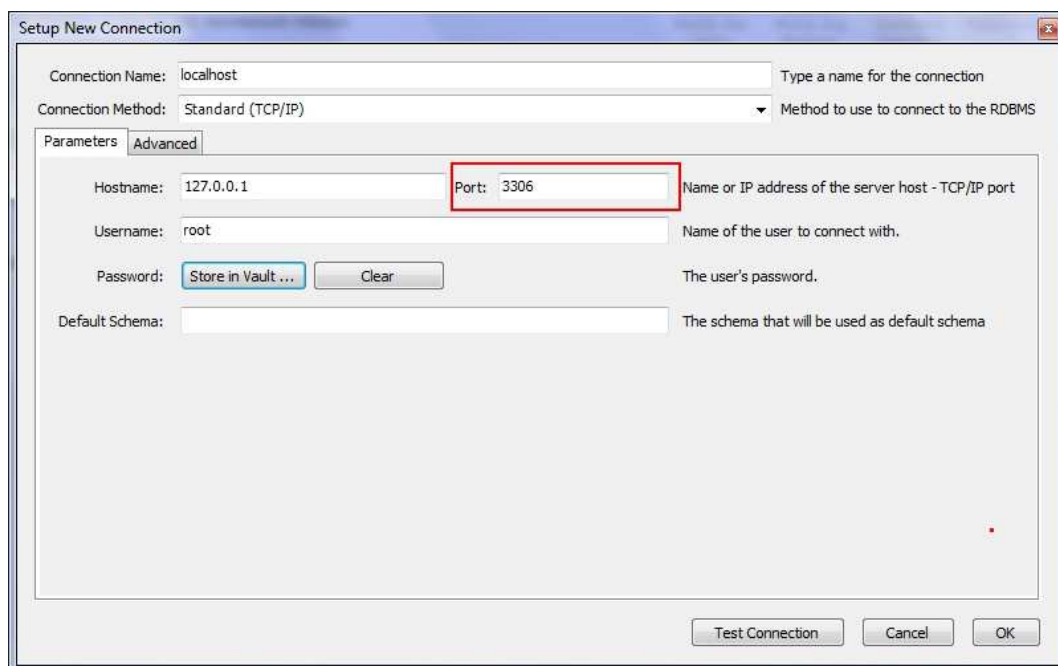 Setup New Connection
Connection Name: localhost Type a name for the connection
Connection Method: Standard (TCP/IP) Method to use to connect to the RDBMS
Parameters Advanced
Hostname: 127.0.0.1 Port: 3306 Name or IP address of the server host - TCP/IP port
Username: root Name of the user to connect with.
Password: Store in Vault ... Clear The user's password.
Default Schema: The schema that will be used as default schema
Test Connection Cancel OK